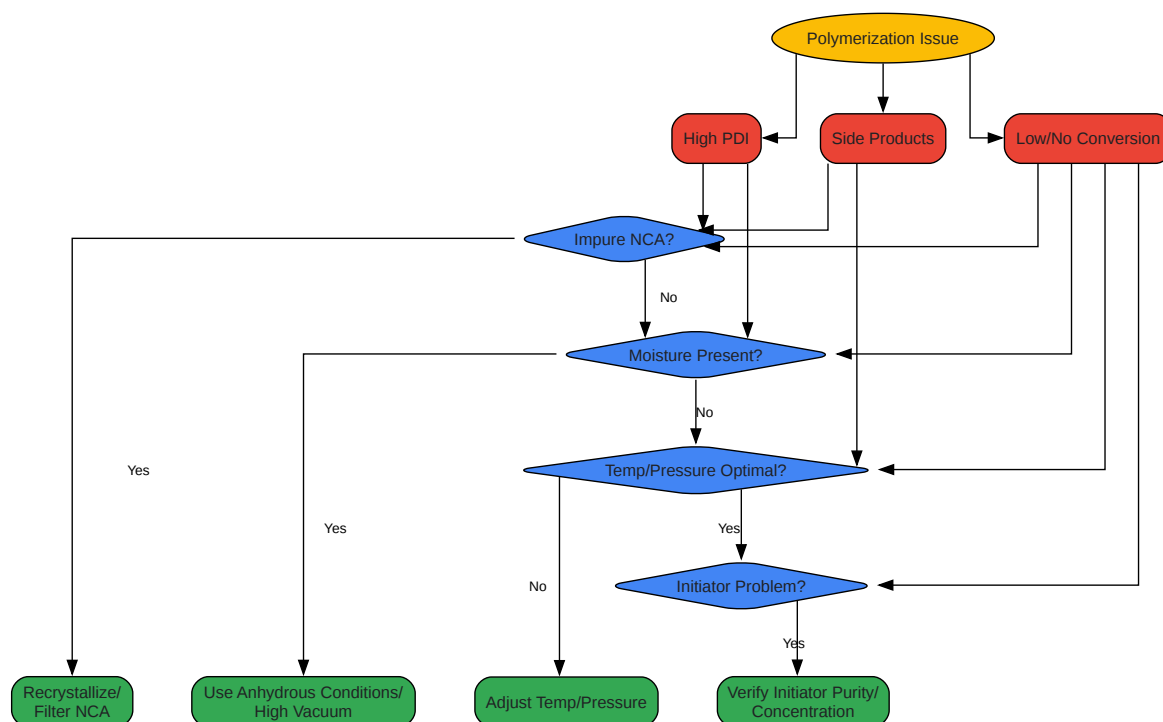 Polymerization Issue
High PDI
Side Products
Low/No Conversion
Impure NCA?
No
Moisture Present?
No
Yes
Temp/Pressure Optimal?
Yes
Yes
No
Initiator Problem?
Yes
Recrystallize/
Filter NCA
Use Anhydrous Conditions/
High Vacuum
Adjust Temp/Pressure
Verify Initiator Purity/
Concentration